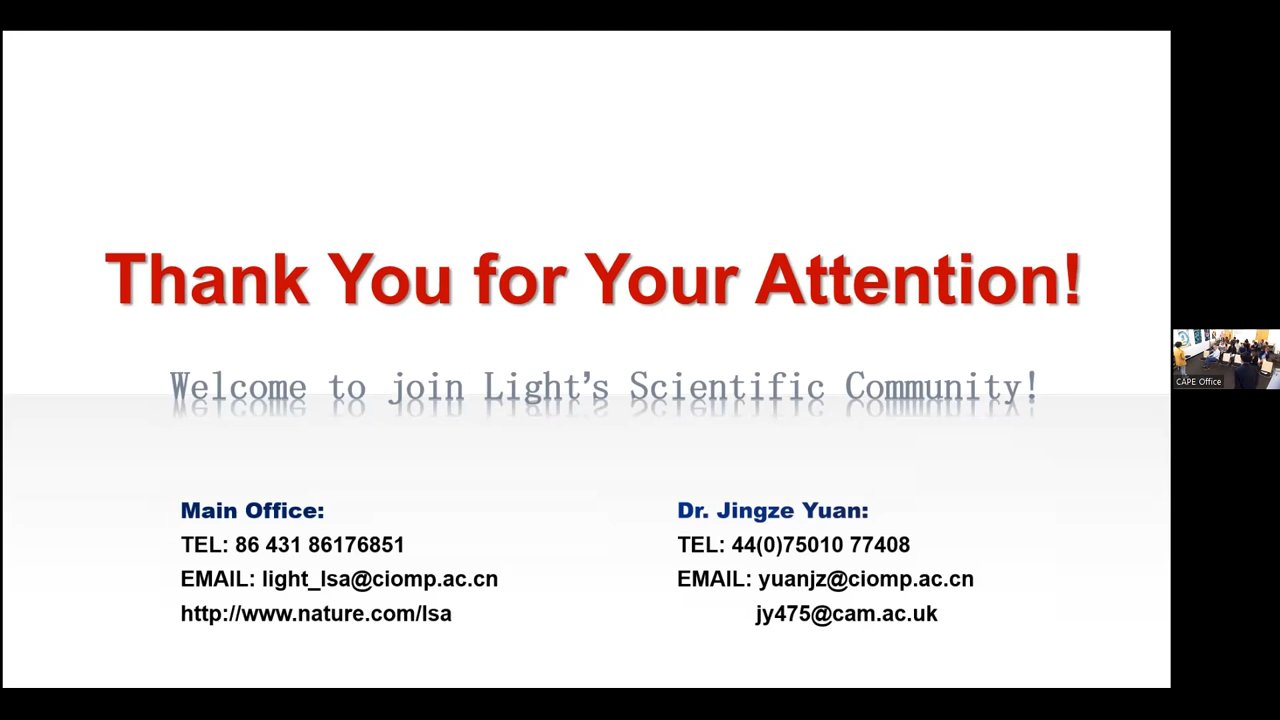 Thank You for Your Attention!
Welcome to join Light's Scientific Community!
Main Office:
TEL: 86 431 86176851
EMAIL: light_lsa@ciomp.ac.cn
http://www.nature.com/lsa
Dr. Jingze Yuan:
TEL: 44(0)75010 77408
EMAIL: yuanjz@ciomp.ac.cn
jy475@cam.ac.uk
CAPE Office